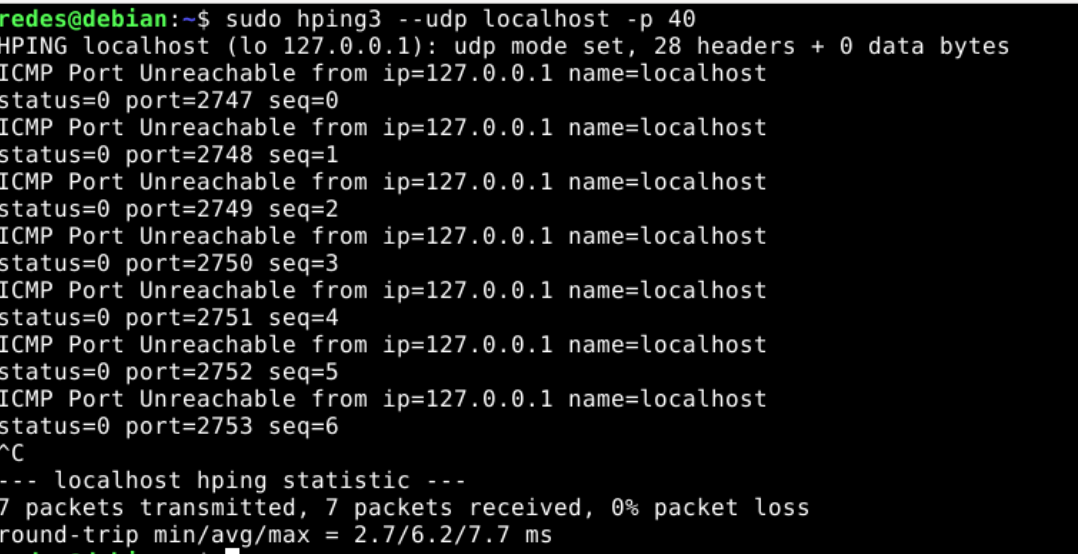 redes@debian:~$ sudo hping3 --udp localhost -p 40
HPING localhost (lo 127.0.0.1): udp mode set, 28 headers + 0 data bytes
ICMP Port Unreachable from ip=127.0.0.1 name=localhost
status=0 port=2747 seq=0
ICMP Port Unreachable from ip=127.0.0.1 name=localhost
status=0 port=2748 seq=1
ICMP Port Unreachable from ip=127.0.0.1 name=localhost
status=0 port=2749 seq=2
ICMP Port Unreachable from ip=127.0.0.1 name=localhost
status=0 port=2750 seq=3
ICMP Port Unreachable from ip=127.0.0.1 name=localhost
status=0 port=2751 seq=4
ICMP Port Unreachable from ip=127.0.0.1 name=localhost
status=0 port=2752 seq=5
ICMP Port Unreachable from ip=127.0.0.1 name=localhost
status=0 port=2753 seq=6
^C
--- localhost hping statistic ---
7 packets transmitted, 7 packets received, 0% packet loss
round-trip min/avg/max = 2.7/6.2/7.7 ms